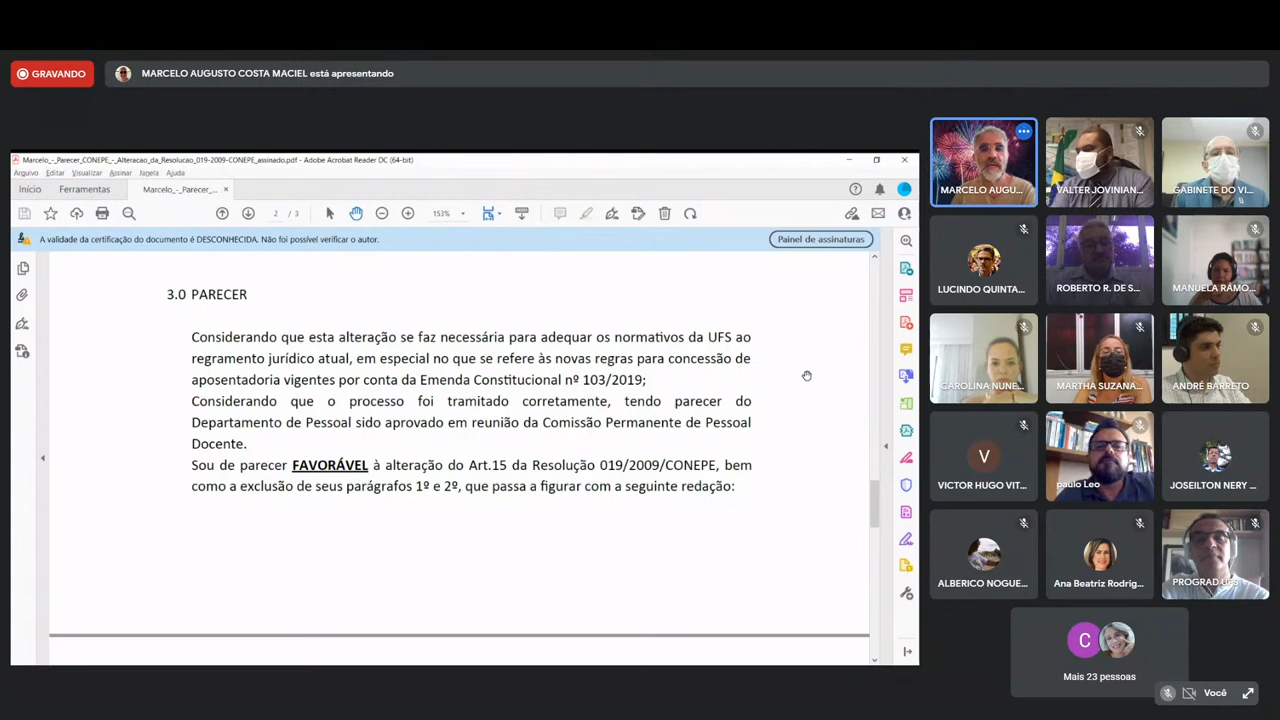 GRAVANDO
MARCELO AUGUSTO COSTA MACIEL está apresentando
Marcelo_-_Parecer_CONEPE_-_Alteracao_da_Resolucao_019-2009-CONEPE_assinado.pdf - Adobe Acrobat Reader DC (64-bit)
Arquivo Editar Visualizar Assinar Janela Ajuda
Início Ferramentas Marcelo_-_Parecer_-... ×
2 / 3 153%
A validade da certificação do documento é DESCONHECIDA. Não foi possível verificar o autor.
Painel de assinaturas
3.0 PARECER
Considerando que esta alteração se faz necessária para adequar os normativos da UFS ao
regramento jurídico atual, em especial no que se refere às novas regras para concessão de
aposentadoria vigentes por conta da Emenda Constitucional nº 103/2019;
Considerando que o processo foi tramitado corretamente, tendo parecer do
Departamento de Pessoal sido aprovado em reunião da Comissão Permanente de Pessoal
Docente.
Sou de parecer FAVORÁVEL à alteração do Art.15 da Resolução 019/2009/CONEPE, bem
como a exclusão de seus parágrafos 1º e 2º, que passa a figurar com a seguinte redação:
MARCELO AUGU...
VALTER JOVINIAN...
GABINETE DO VI...
LUCINDO QUINTA...
ROBERTO R. DE S...
MANUELA RAMO...
CAROLINA NUNE...
MARTHA SUZANA...
ANDRÉ BARRETO
V
VICTOR HUGO VIT...
paulo Leo
JOSEILTON NERY ...
ALBERICO NOGUE...
Ana Beatriz Rodrig...
PROGRAD UFS
C
Mais 23 pessoas
Você